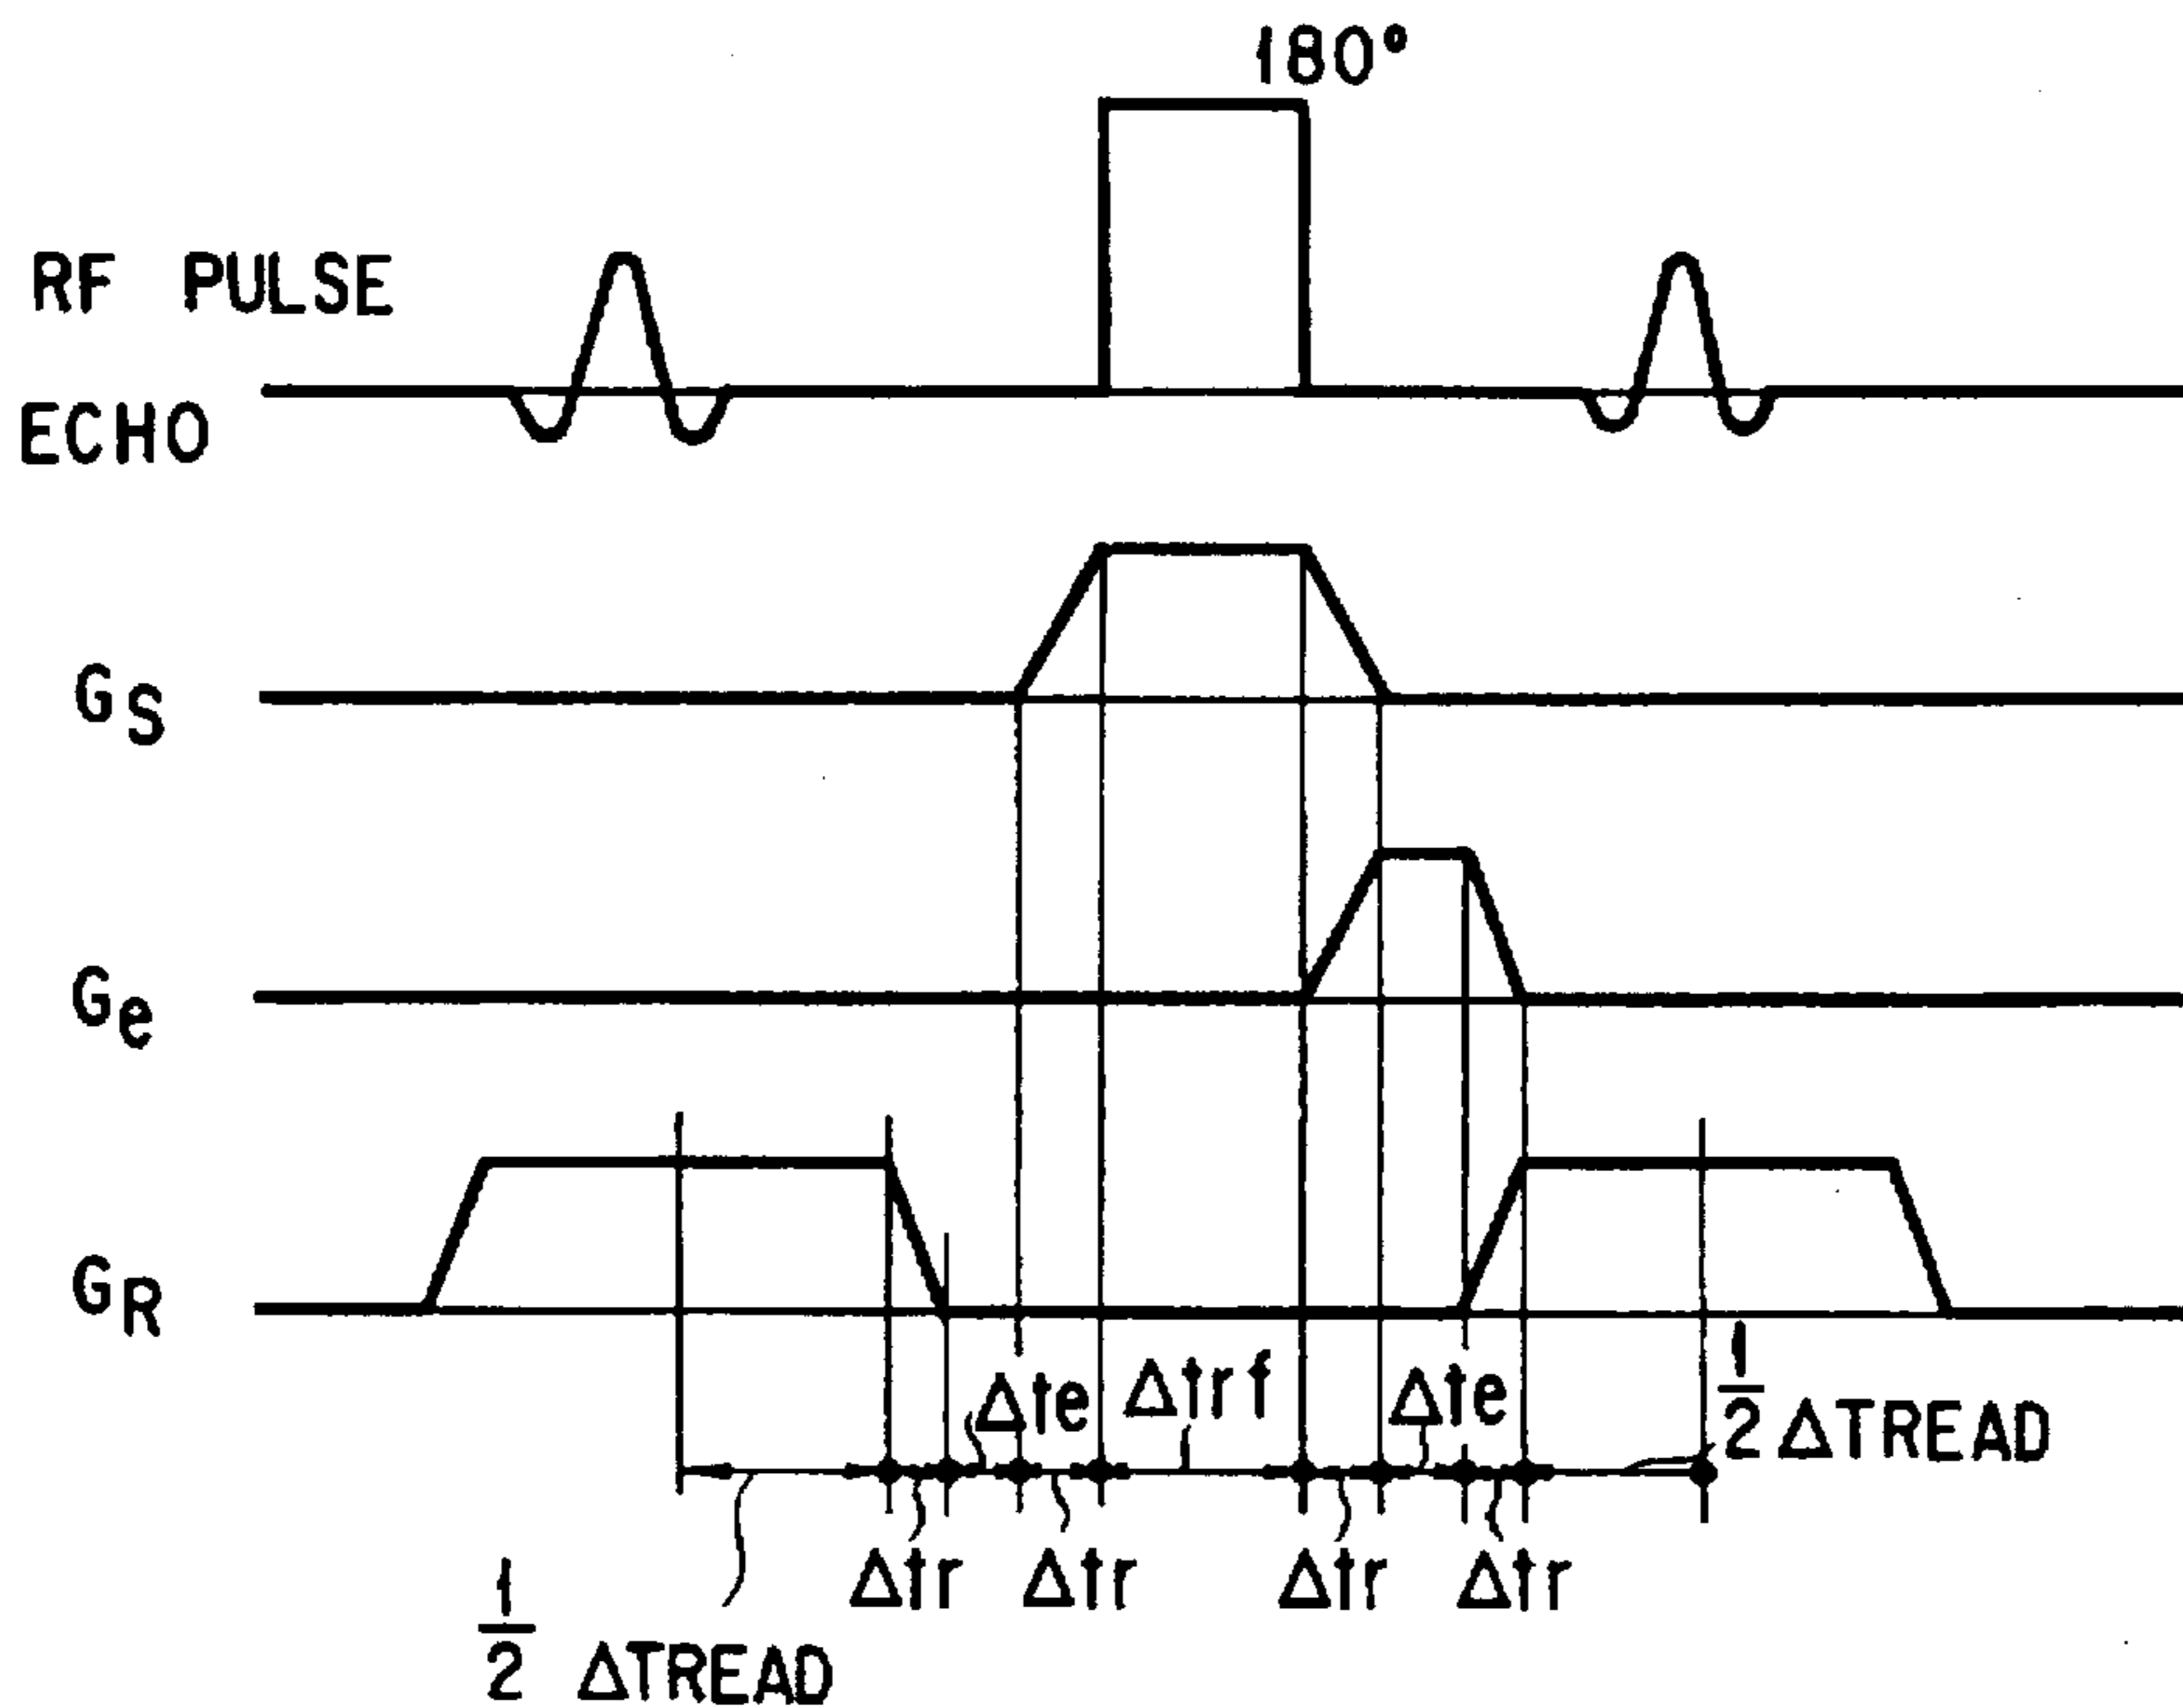 180°
RF PULSE
ECHO
GS
Ge
GR
Δte Δtrf Δte 1/2 ΔTREAD
Δtr Δtr Δtr Δtr
1/2 ΔTREAD